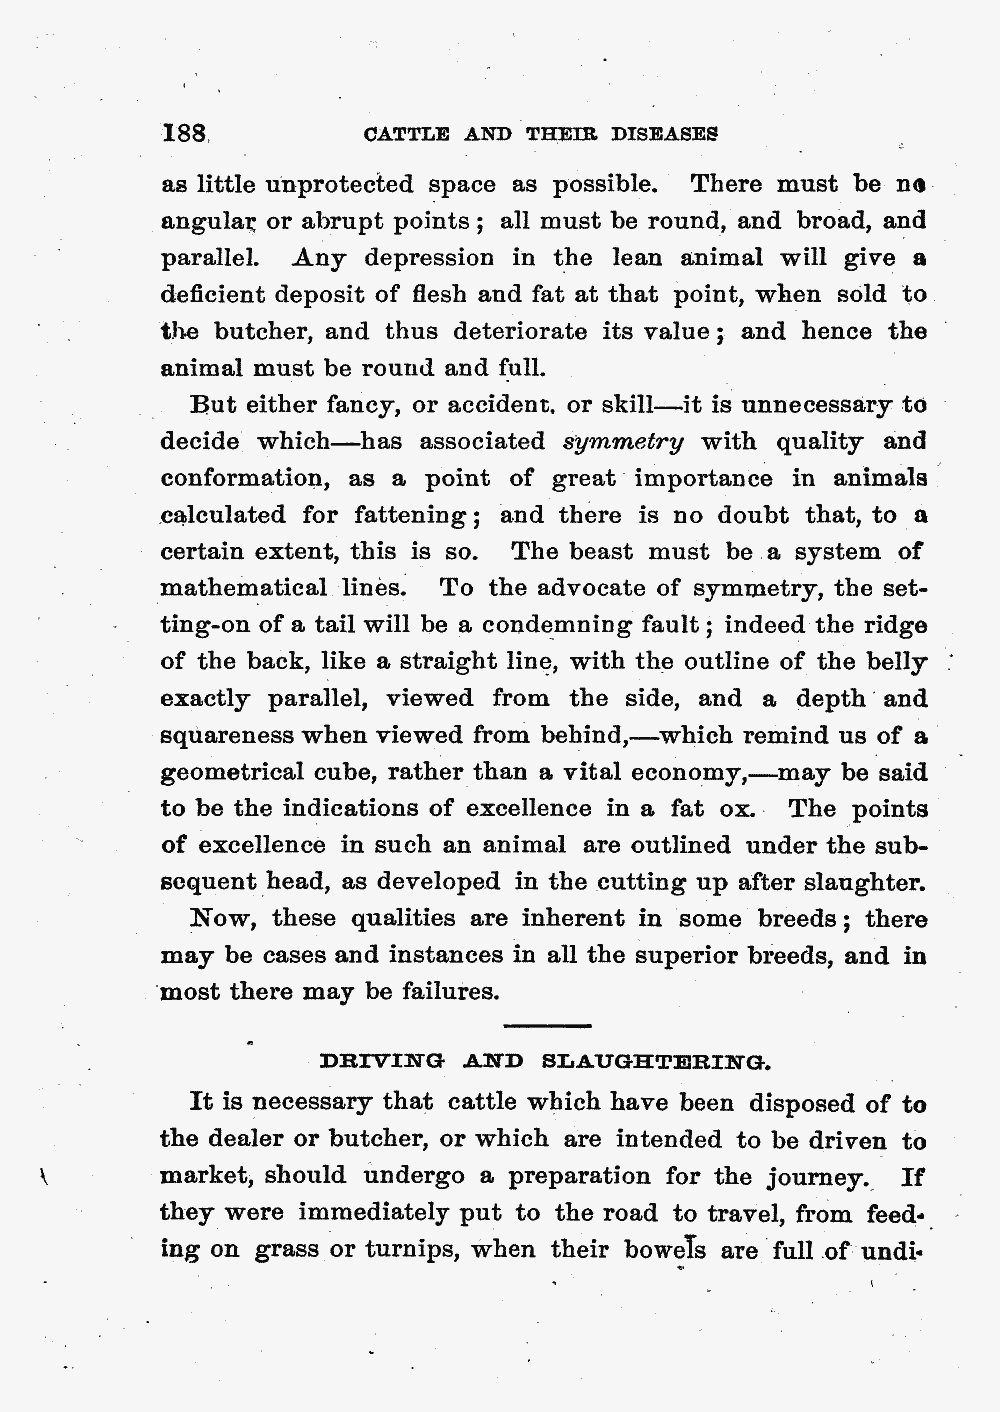 188 CATTLE AND THEIR DISEASES
as little unprotected space as possible. There must be no
angular or abrupt points; all must be round, and broad, and
parallel. Any depression in the lean animal will give a
deficient deposit of flesh and fat at that point, when sold to
the butcher, and thus deteriorate its value; and hence the
animal must be round and full.
But either fancy, or accident, or skill—it is unnecessary to
decide which—has associated symmetry with quality and
conformation, as a point of great importance in animals
calculated for fattening; and there is no doubt that, to a
certain extent, this is so. The beast must be a system of
mathematical lines. To the advocate of symmetry, the set-
ting-on of a tail will be a condemning fault; indeed the ridge
of the back, like a straight line, with the outline of the belly
exactly parallel, viewed from the side, and a depth and
squareness when viewed from behind,—which remind us of a
geometrical cube, rather than a vital economy,—may be said
to be the indications of excellence in a fat ox. The points
of excellence in such an animal are outlined under the sub-
sequent head, as developed in the cutting up after slaughter.
Now, these qualities are inherent in some breeds; there
may be cases and instances in all the superior breeds, and in
most there may be failures.
DRIVING AND SLAUGHTERING.
It is necessary that cattle which have been disposed of to
the dealer or butcher, or which are intended to be driven to
market, should undergo a preparation for the journey. If
they were immediately put to the road to travel, from feed-
ing on grass or turnips, when their bowels are full of undi-